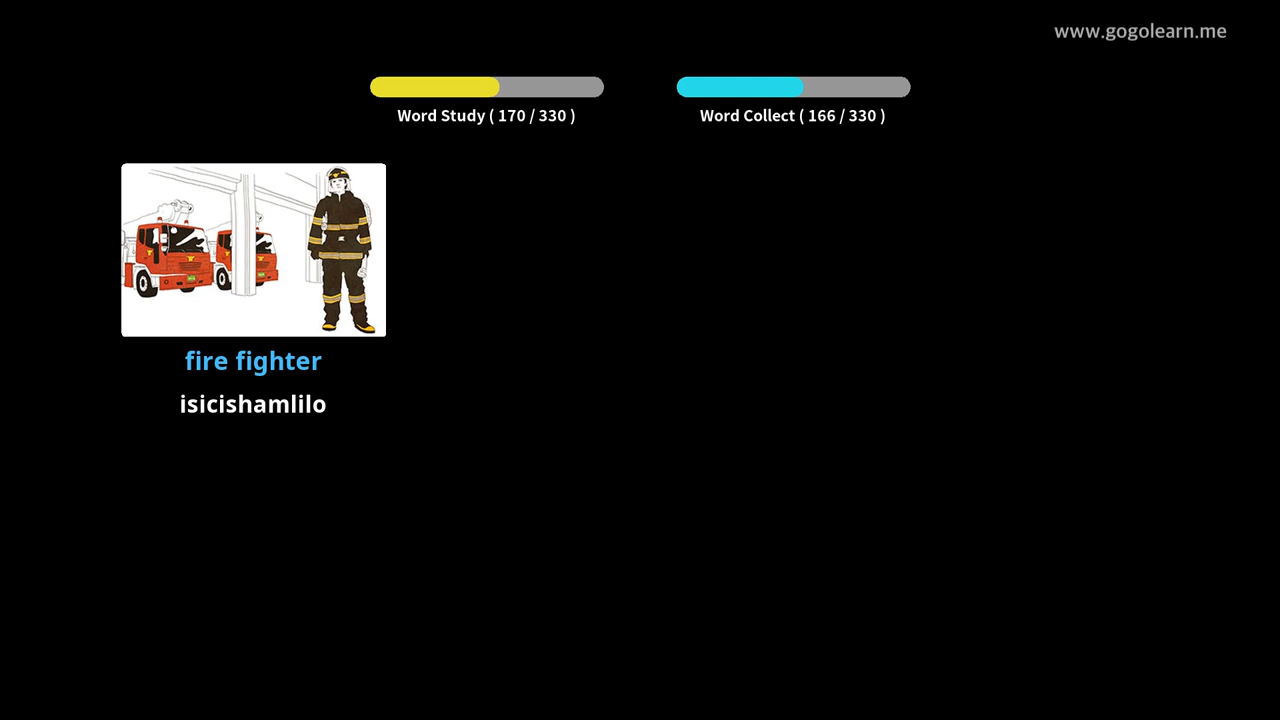 www.gogolearn.me
Word Study ( 170 / 330 )
Word Collect ( 166 / 330 )
fire fighter
isicishamlilo